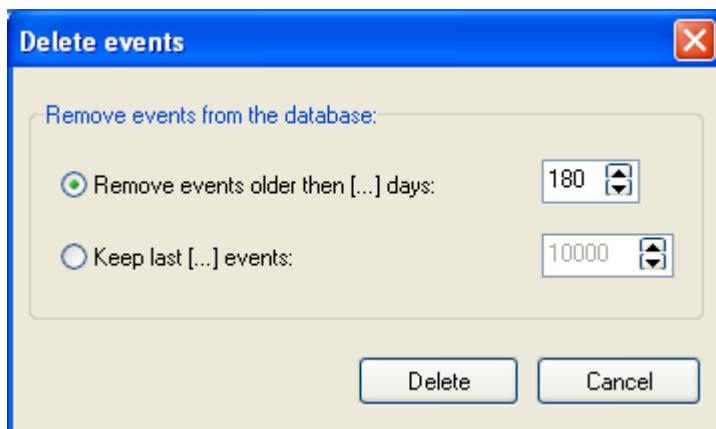 Delete events
Remove events from the database:
Remove events older then [...] days: 180
Keep last [...] events: 10000
Delete Cancel